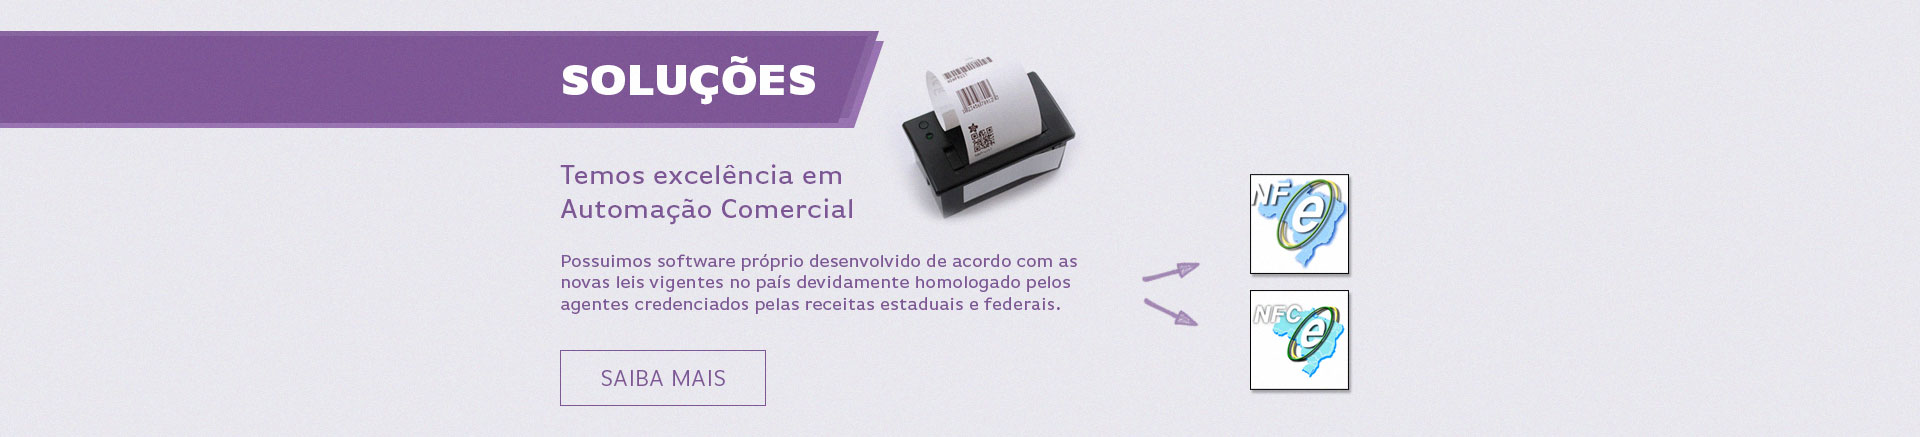 SOLUÇÕES
Temos excelência em
Automação Comercial
Possuimos software próprio desenvolvido de acordo com as
novas leis vigentes no país devidamente homologado pelos
agentes credenciados pelas receitas estaduais e federais.
SAIBA MAIS
NF e
NFC e